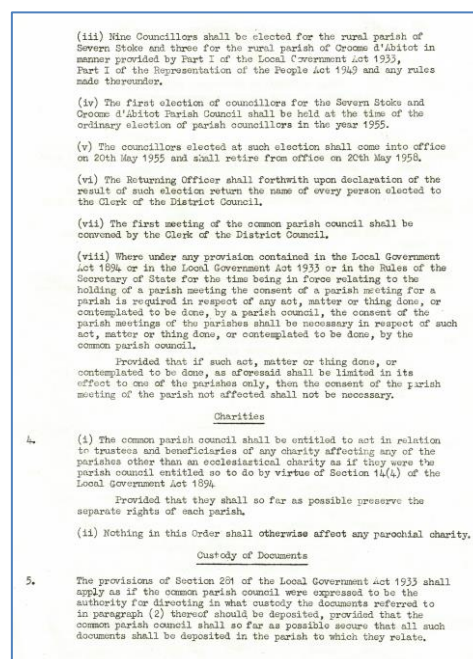 (iii) Nine Councillors shall be elected for the rural parish of
Severn Stoke and three for the rural parish of Croome d'Abitot in
manner provided by Part I of the Local Government Act 1933,
Part I of the Representation of the People Act 1949 and any rules
made thereunder.
(iv) The first election of councillors for the Severn Stoke and
Croome d'Abitot Parish Council shall be held at the time of the
ordinary election of parish councillors in the year 1955.
(v) The councillors elected at such election shall come into office
on 20th May 1955 and shall retire from office on 20th May 1958.
(vi) The Returning Officer shall forthwith upon declaration of the
result of such election return the name of every person elected to
the Clerk of the District Council.
(vii) The first meeting of the common parish council shall be
convened by the Clerk of the District Council.
(viii) Where under any provision contained in the Local Government
Act 1894 or in the Local Government Act 1933 or in the Rules of the
Secretary of State for the time being in force relating to the
holding of a parish meeting the consent of a parish meeting for a
parish is required in respect of any act, matter or thing done, or
contemplated to be done, by a parish council, the consent of the
parish meetings of the parishes shall be necessary in respect of such
act, matter or thing done, or contemplated to be done, by the
common parish council.
Provided that if such act, matter or thing done, or
contemplated to be done, as aforesaid shall be limited in its
effect to one of the parishes only, then the consent of the parish
meeting of the parish not affected shall not be necessary.
Charities
4. (i) The common parish council shall be entitled to act in relation
to trustees and beneficiaries of any charity affecting any of the
parishes other than an ecclesiastical charity as if they were the
parish council entitled so to do by virtue of Section 14(4) of the
Local Government Act 1894
Provided that they shall so far as possible preserve the
separate rights of each parish.
(ii) Nothing in this Order shall otherwise affect any parochial charity.
Custody of Documents
5. The provisions of Section 281 of the Local Government Act 1933 shall
apply as if the common parish council were expressed to be the
authority for directing in what custody the documents referred to
in paragraph (2) thereof should be deposited, provided that the
common parish council shall so far as possible secure that all such
documents shall be deposited in the parish to which they relate.